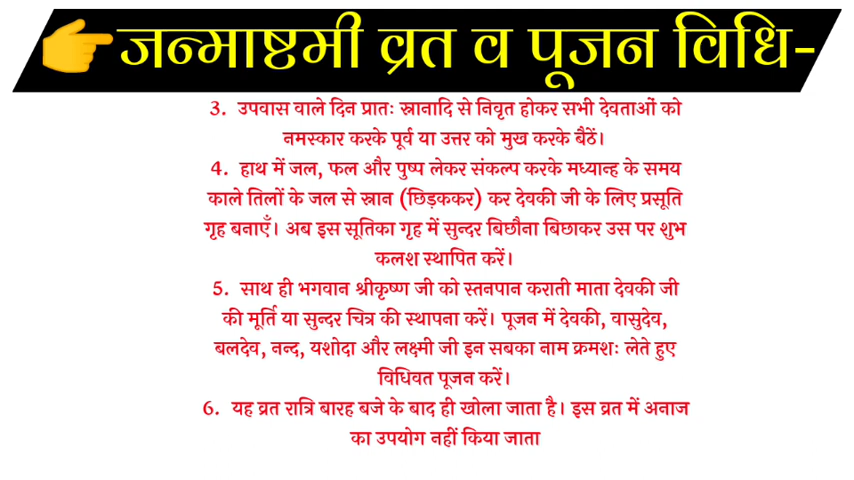 जन्माष्टमी व्रत व पूजन विधि-
3. उपवास वाले दिन प्रातः स्नानादि से निवृत होकर सभी देवताओं को
नमस्कार करके पूर्व या उत्तर को मुख करके बैठें।
4. हाथ में जल, फल और पुष्प लेकर संकल्प करके मध्यान्ह के समय
काले तिलों के जल से स्नान (छिड़ककर) कर देवकी जी के लिए प्रसूति
गृह बनाएँ। अब इस सूतिका गृह में सुन्दर बिछौना बिछाकर उस पर शुभ
कलश स्थापित करें।
5. साथ ही भगवान श्रीकृष्ण जी को स्तनपान कराती माता देवकी जी
की मूर्ति या सुन्दर चित्र की स्थापना करें। पूजन में देवकी, वासुदेव,
बलदेव, नन्द, यशोदा और लक्ष्मी जी इन सबका नाम क्रमशः लेते हुए
विधिवत पूजन करें।
6. यह व्रत रात्रि बारह बजे के बाद ही खोला जाता है। इस व्रत में अनाज
का उपयोग नहीं किया जाता